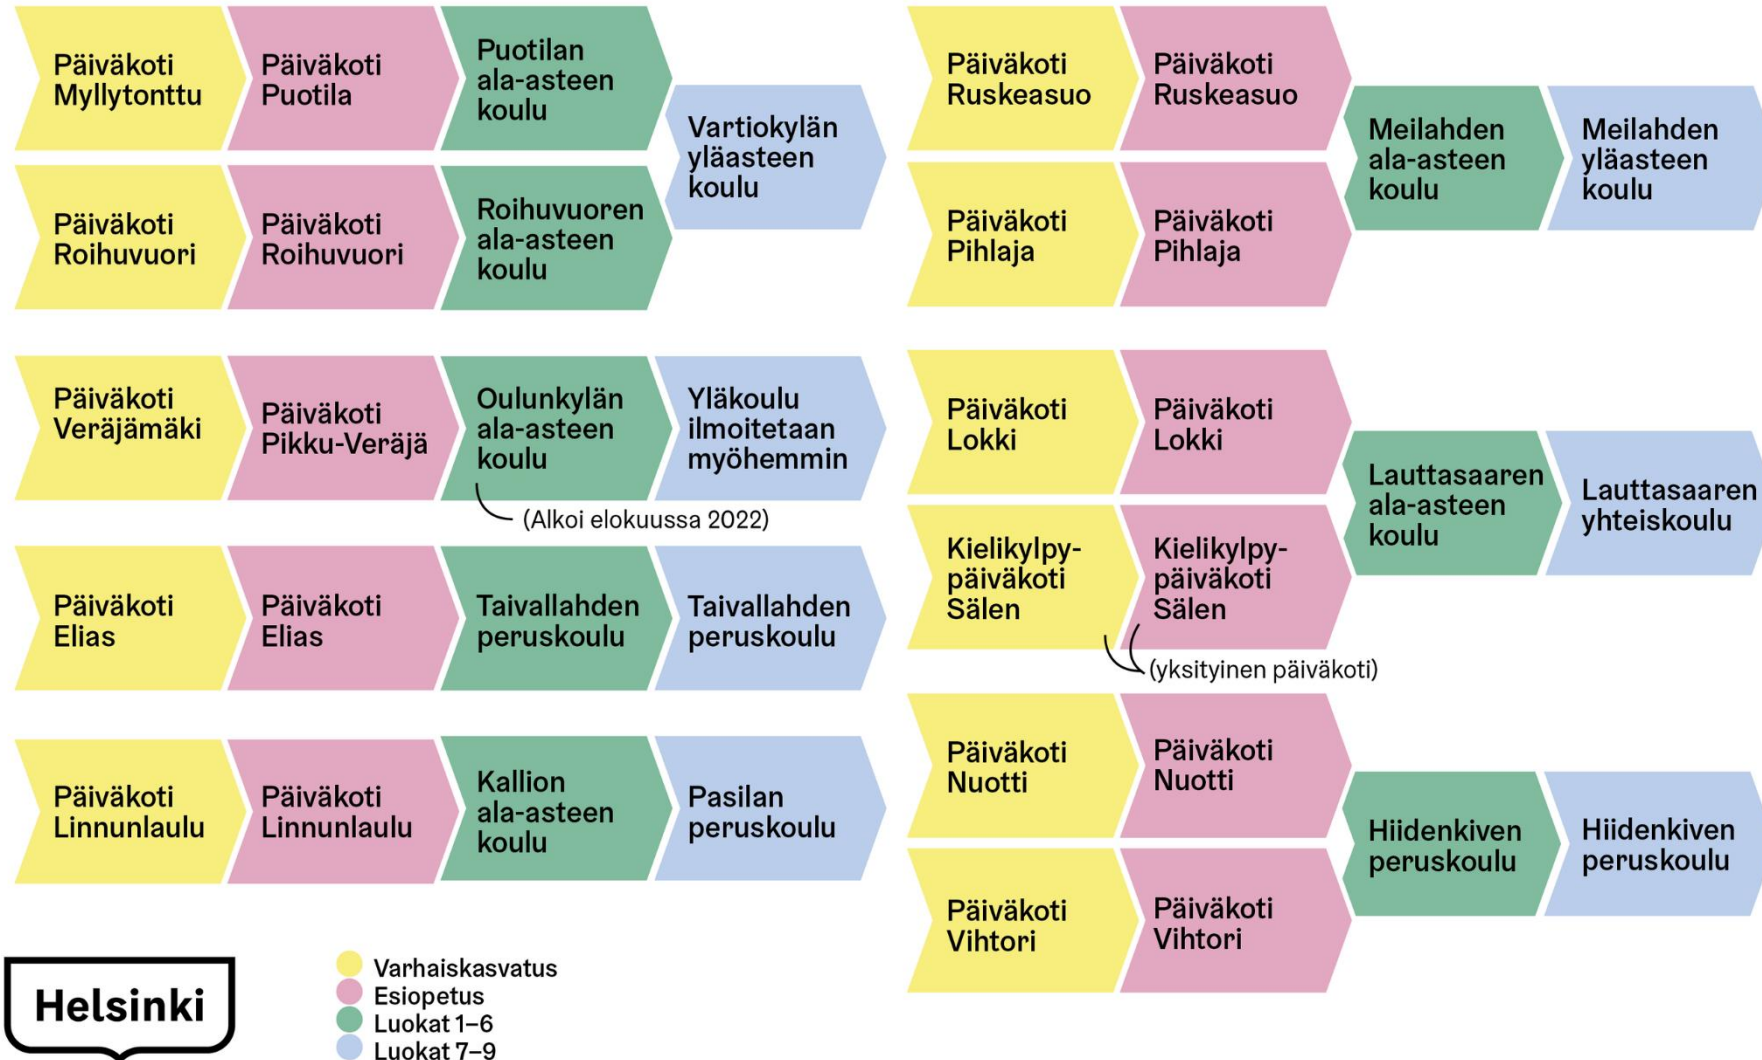 Päiväkoti
Myllytonttu
Päiväkoti
Puotila
Puotilan
ala-asteen
koulu
Päiväkoti
Roihuvuori
Päiväkoti
Roihuvuori
Roihuvuoren
ala-asteen
koulu
Vartiokylän
yläasteen
koulu
Päiväkoti
Veräjämäki
Päiväkoti
Pikku-Veräjä
Oulunkylän
ala-asteen
koulu
Yläkoulu
ilmoitetaan
myöhemmin
(Alkoi elokuussa 2022)
Päiväkoti
Elias
Päiväkoti
Elias
Taivallahden
peruskoulu
Taivallahden
peruskoulu
Päiväkoti
Linnunlaulu
Päiväkoti
Linnunlaulu
Kallion
ala-asteen
koulu
Pasilan
peruskoulu
Päiväkoti
Ruskeasuo
Päiväkoti
Ruskeasuo
Päiväkoti
Pihlaja
Päiväkoti
Pihlaja
Meilahden
ala-asteen
koulu
Meilahden
yläasteen
koulu
Päiväkoti
Lokki
Päiväkoti
Lokki
Kielikylpy-
päiväkoti
Sälen
Kielikylpy-
päiväkoti
Sälen
(yksityinen päiväkoti)
Lauttasaaren
ala-asteen
koulu
Lauttasaaren
yhteiskoulu
Päiväkoti
Nuotti
Päiväkoti
Nuotti
Päiväkoti
Vihtori
Päiväkoti
Vihtori
Hiidenkiven
peruskoulu
Hiidenkiven
peruskoulu
Helsinki
Varhaiskasvatus
Esiopetus
Luokat 1–6
Luokat 7–9